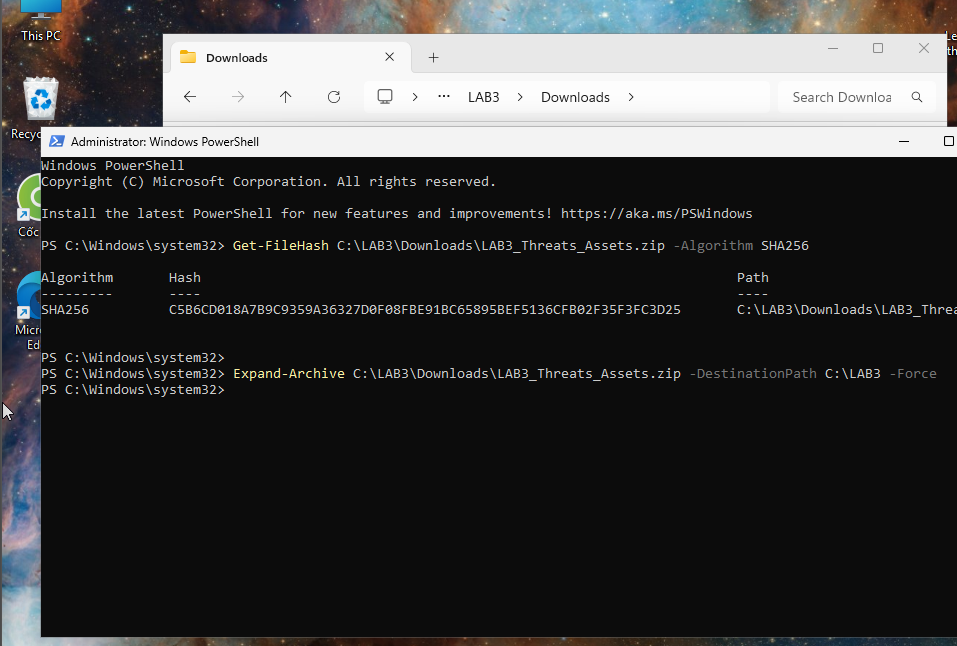 This PC
Downloads
LAB3
Downloads
Search Downloa
Recyc
Administrator: Windows PowerShell
Windows PowerShell
Copyright (C) Microsoft Corporation. All rights reserved.
Install the latest PowerShell for new features and improvements! https://aka.ms/PSWindows
Cốc
PS C:\Windows\system32> Get-FileHash C:\LAB3\Downloads\LAB3_Threats_Assets.zip -Algorithm SHA256
Algorithm Hash Path
--------- ---- ----
SHA256 C5B6CD018A7B9C9359A36327D0F08FBE91BC65895BEF5136CFB02F35F3FC3D25 C:\LAB3\Downloads\LAB3_Threa
Micro
Ed
PS C:\Windows\system32>
PS C:\Windows\system32> Expand-Archive C:\LAB3\Downloads\LAB3_Threats_Assets.zip -DestinationPath C:\LAB3 -Force
PS C:\Windows\system32>